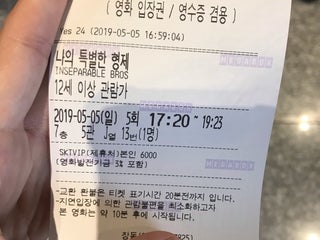 ( 영화 입장권 / 영수증 겸용 )
Yes 24 (2019-05-05 16:59:04)
나의 특별한 형제
INSEPARABLE BROS
MEGABOX
12세 이상 관람가
2019-05-05(일) 5회 17:20 ~ 19:23
7층 5관 J열 13번(1명)
SKTVIP(제휴처)본인 6000
(영화발전기금 3% 포함)
MEGABOX
-교환 환불은 티켓 표기시간 20분전까지 입니다.
-지연입장에 의한 관람불편을 최소화하고자
본 영화는 약 10분 후에 시작됩니다.